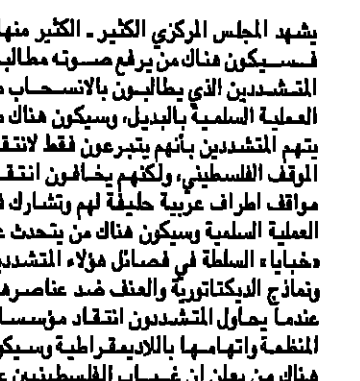 يشهد المجلس المركزي الكثير ـ الكثير منها
فسيكون هناك من يرفع صوته مطالب
المتشددين الذي يطالبون بالانسحاب م
العملية السلمية بالبديل، وسيكون هناك م
يتهم المتشددين بأنهم يتبرعون فقط لانتقا
الموقف الفلسطيني، ولكنهم يخافون انتقا
مواقف اطراف عربية حليفة لهم وتشارك ف
العملية السلمية وسيكون هناك من يتحدث ع
«خبايا» السلطة في فصائل هؤلاء المتشددي
ونماذج الديكتاتورية والعنف ضد عناصره
عندما يحاول المتشددون انتقاد مؤسسا
المنظمة واتهامها باللاديمقراطية وسيكو
هناك من يعلن ان غياب الفلسطينيين ع